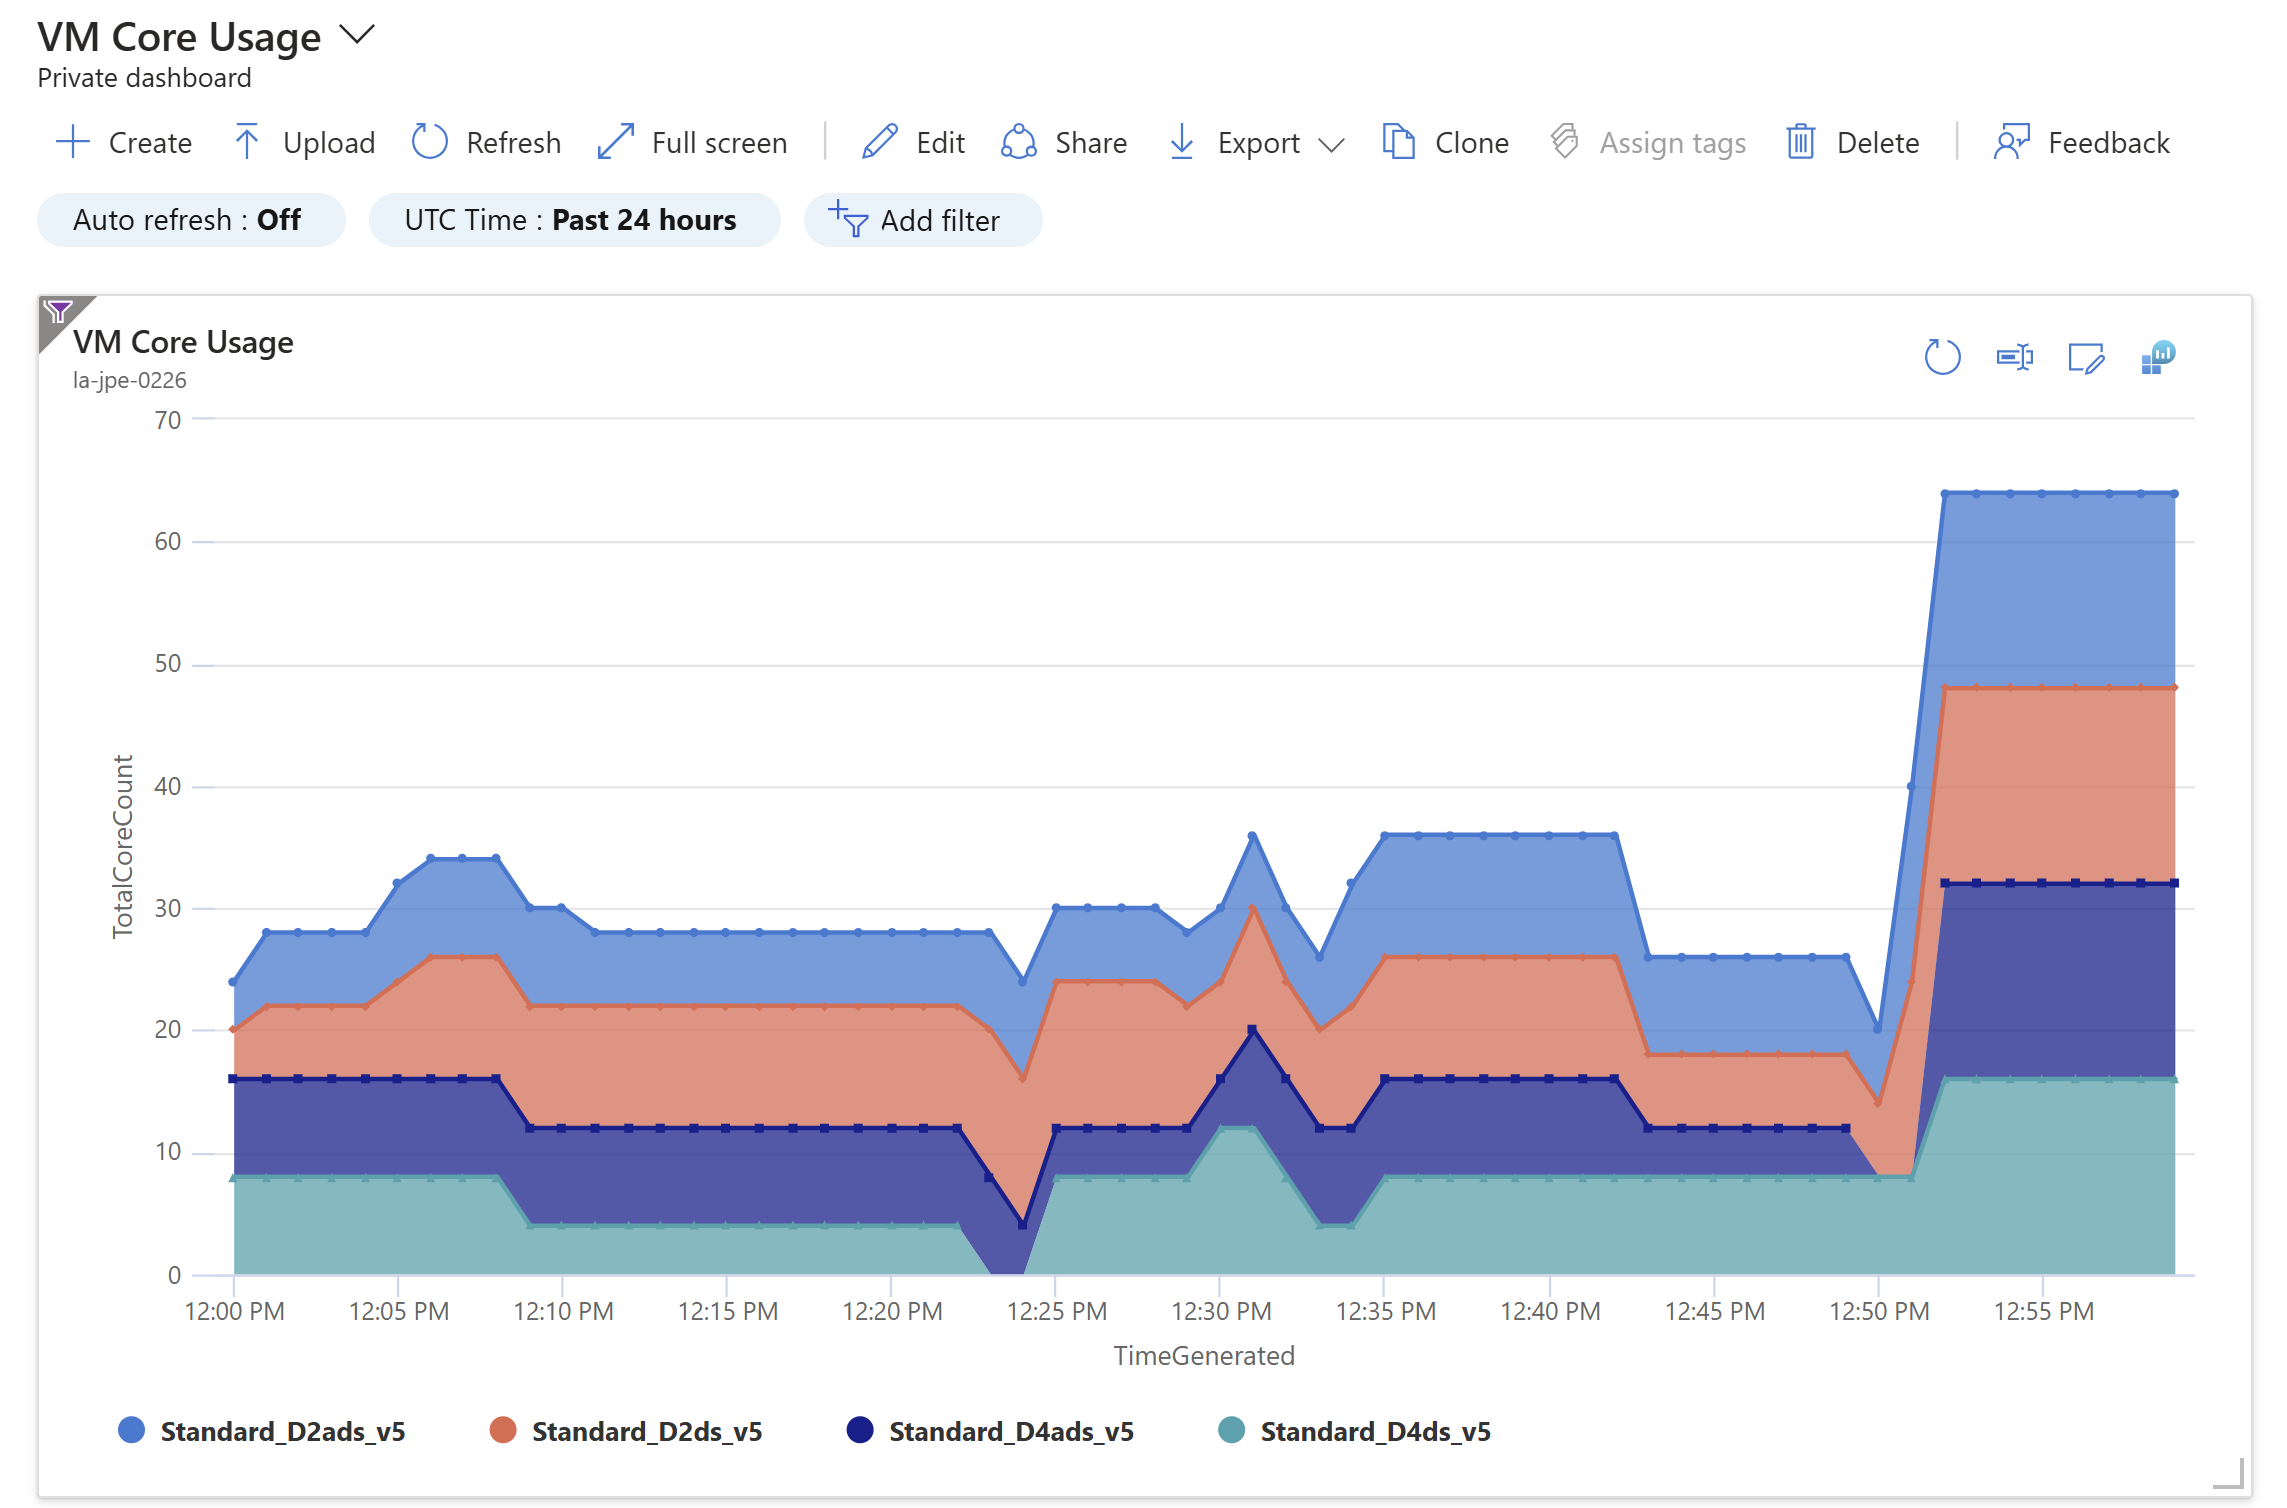 VM Core Usage
Private dashboard
Create Upload Refresh Full screen Edit Share Export Clone Assign tags Delete Feedback
Auto refresh : Off UTC Time : Past 24 hours Add filter
VM Core Usage
la-jpe-0226
70
60
50
40
30
20
10
0
TotalCoreCount
12:00 PM 12:05 PM 12:10 PM 12:15 PM 12:20 PM 12:25 PM 12:30 PM 12:35 PM 12:40 PM 12:45 PM 12:50 PM 12:55 PM
TimeGenerated
Standard_D2ads_v5 Standard_D2ds_v5 Standard_D4ads_v5 Standard_D4ds_v5